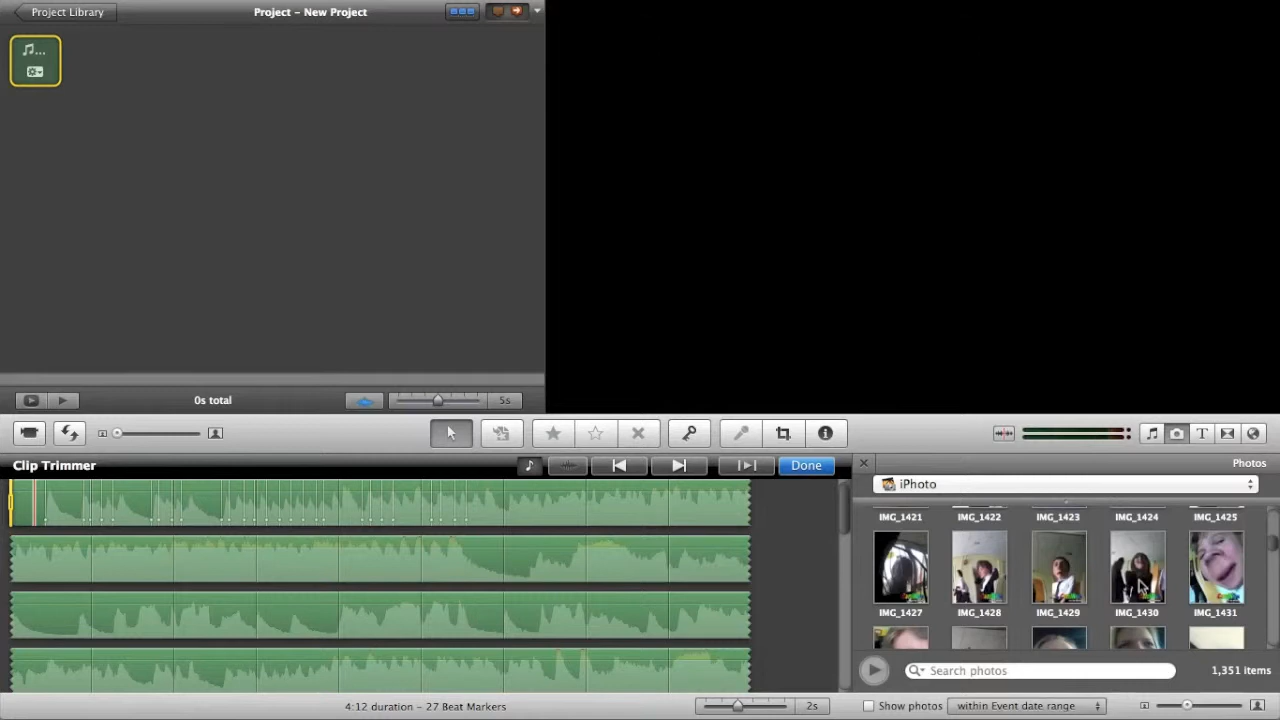 Project Library
Project – New Project
0s total
5s
Clip Trimmer
Done
4:12 duration – 27 Beat Markers
2s
Photos
iPhoto
IMG_1421 IMG_1422 IMG_1423 IMG_1424 IMG_1425
IMG_1427 IMG_1428 IMG_1429 IMG_1430 IMG_1431
Search photos
1,351 items
Show photos
within Event date range